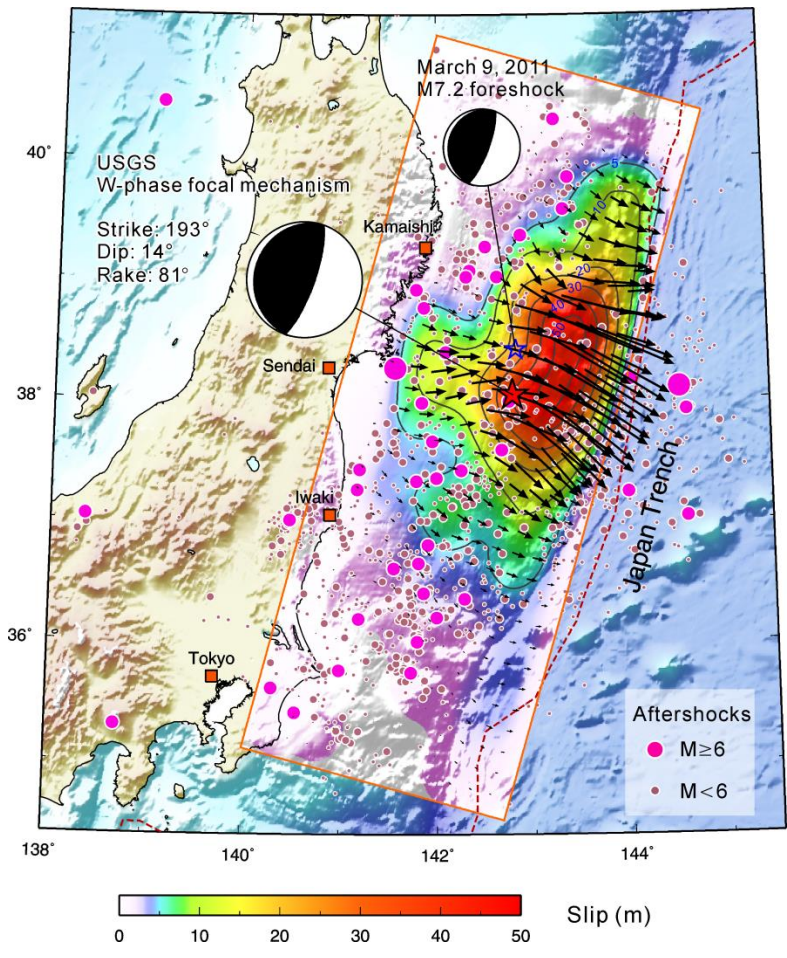 March 9, 2011
M7.2 foreshock
40°
USGS
W-phase focal mechanism
Strike: 193°
Dip: 14°
Rake: 81°
Kamaishi
5
10
20
30
40
Sendai
38°
Iwaki
Japan Trench
36°
Tokyo
Aftershocks
M≥6
M<6
138°
140°
142°
144°
0
10
20
30
40
50
Slip (m)